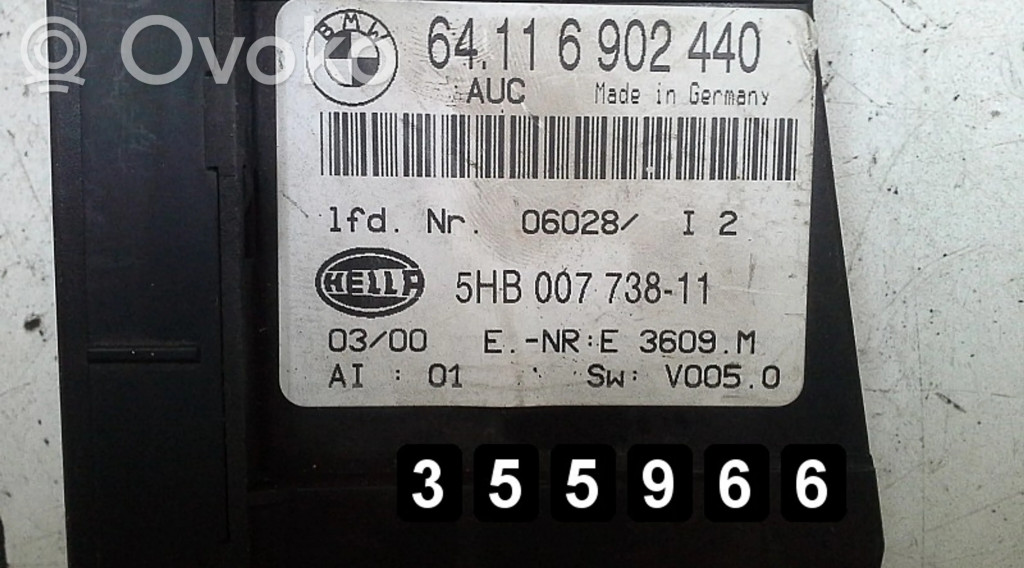 Ovoko
BMW
64.11 6 902 440
AUC Made in Germany
lfd. Nr. 06028/ I 2
HELLA 5HB 007 738-11
03/00 E.-NR:E 3609.M
AI : 01 Sw: V005.0
355966